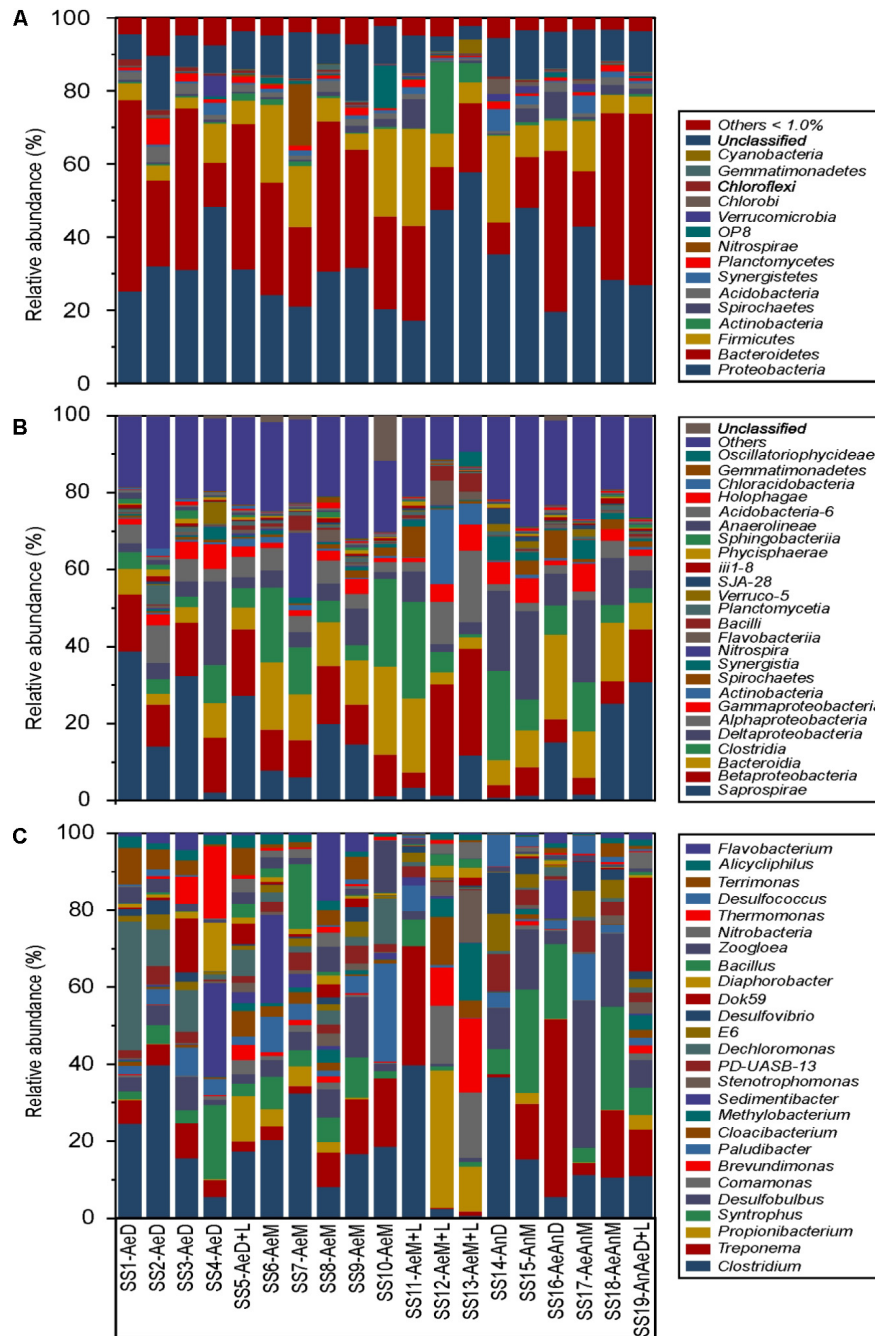 A
Relative abundance (%)
100
80
60
40
20
0
Others < 1.0%
Unclassified
Cyanobacteria
Gemmatimonadetes
Chloroflexi
Chlorobi
Verrucomicrobia
OP8
Nitrospirae
Planctomycetes
Synergistetes
Acidobacteria
Spirochaetes
Actinobacteria
Firmicutes
Bacteroidetes
Proteobacteria
B
Relative abundance (%)
100
80
60
40
20
0
Unclassified
Others
Oscillatoriophycideae
Gemmatimonadetes
Chloracidobacteria
Holophagae
Acidobacteria-6
Anaerolineae
Sphingobacteriia
Phycisphaerae
iii1-8
SJA-28
Verruco-5
Planctomycetia
Bacilli
Flavobacteriia
Nitrospira
Synergistia
Spirochaetes
Actinobacteria
Gammaproteobacteria
Alphaproteobacteria
Deltaproteobacteria
Clostridia
Bacteroidia
Betaproteobacteria
Saprospirae
C
Relative abundance (%)
100
80
60
40
20
0
Flavobacterium
Alicycliphilus
Terrimonas
Desulfococcus
Thermomonas
Nitrobacteria
Zoogloea
Bacillus
Diaphorobacter
Dok59
Desulfovibrio
E6
Dechloromonas
PD-UASB-13
Stenotrophomonas
Sedimentibacter
Methylobacterium
Cloacibacterium
Paludibacter
Brevundimonas
Comamonas
Desulfobulbus
Syntrophus
Propionibacterium
Treponema
Clostridium
SS1-AeD
SS2-AeD
SS3-AeD
SS4-AeD
SS5-AeD+L
SS6-AeM
SS7-AeM
SS8-AeM
SS9-AeM
SS10-AeM
SS11-AeM+L
SS12-AeM+L
SS13-AeM+L
SS14-AnD
SS15-AnM
SS16-AeAnD
SS17-AeAnM
SS18-AeAnM
SS19-AnAeD+L